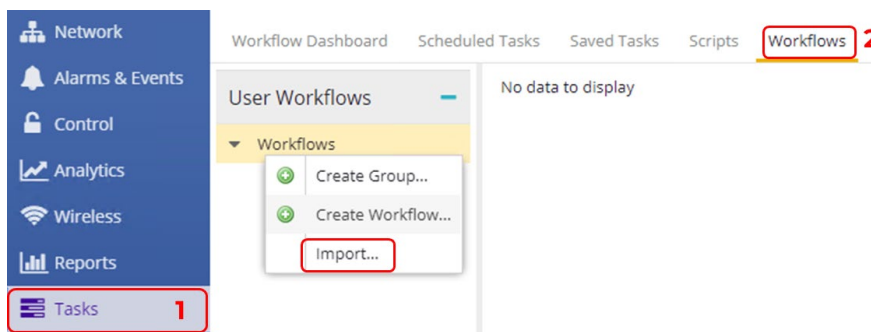 Network
Alarms & Events
Control
Analytics
Wireless
Reports
Tasks 1
Workflow Dashboard Scheduled Tasks Saved Tasks Scripts Workflows 2
User Workflows
Workflows
Create Group...
Create Workflow...
Import...
No data to display